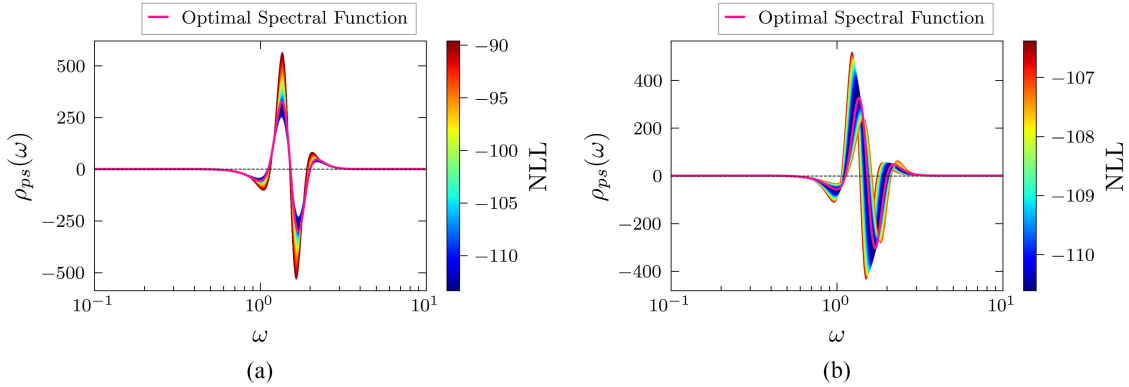 Optimal Spectral Function
500
250
0
−250
−500
ρps(ω)
10⁻¹
10⁰
10¹
ω
−90
−95
−100
−105
−110
NLL
(a)
Optimal Spectral Function
400
200
0
−200
−400
ρps(ω)
10⁻¹
10⁰
10¹
ω
−107
−108
−109
−110
NLL
(b)